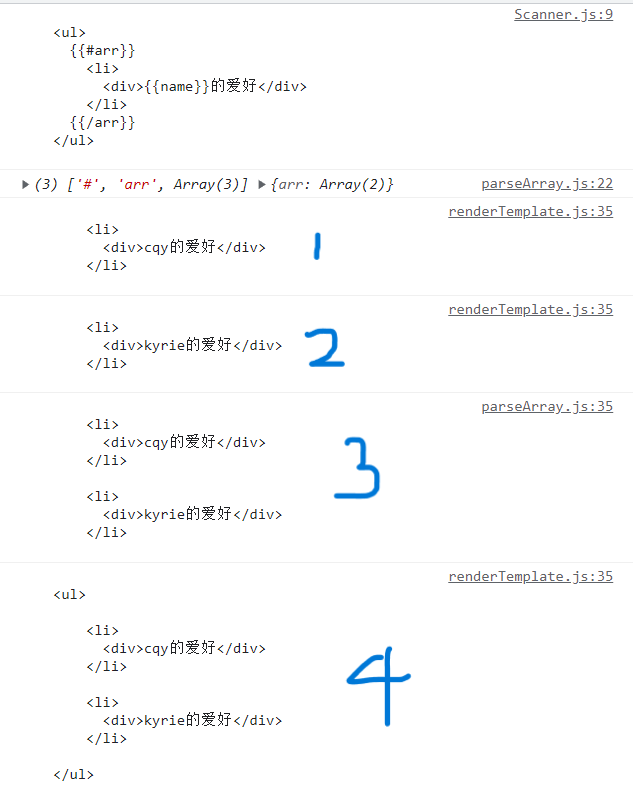 Scanner.js:9
<ul>
{{#arr}}
<li>
<div>{{name}}的爱好</div>
</li>
{{/arr}}
</ul>
(3) ['#', 'arr', Array(3)] {arr: Array(2)} parseArray.js:22
renderTemplate.js:35
<li>
<div>cqy的爱好</div> 1
</li>
renderTemplate.js:35
<li>
<div>kyrie的爱好</div> 2
</li>
parseArray.js:35
<li>
<div>cqy的爱好</div>
</li>
3
<li>
<div>kyrie的爱好</div>
</li>
renderTemplate.js:35
<ul>
<li>
<div>cqy的爱好</div>
</li>
4
<li>
<div>kyrie的爱好</div>
</li>
</ul>